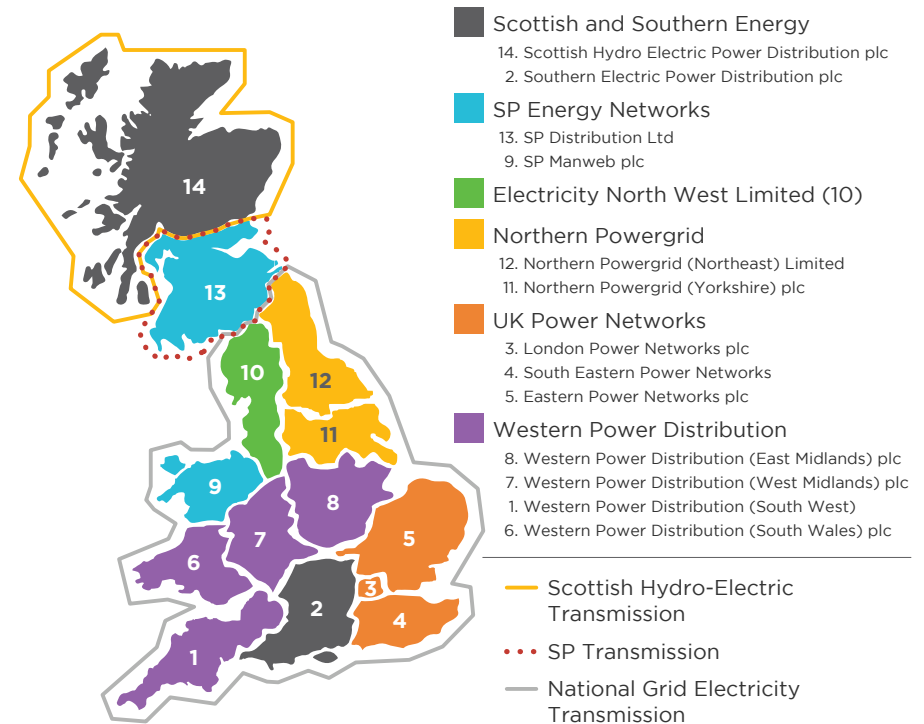 Scottish and Southern Energy
14. Scottish Hydro Electric Power Distribution plc
2. Southern Electric Power Distribution plc
SP Energy Networks
13. SP Distribution Ltd
9. SP Manweb plc
Electricity North West Limited (10)
Northern Powergrid
12. Northern Powergrid (Northeast) Limited
11. Northern Powergrid (Yorkshire) plc
UK Power Networks
3. London Power Networks plc
4. South Eastern Power Networks
5. Eastern Power Networks plc
Western Power Distribution
8. Western Power Distribution (East Midlands) plc
7. Western Power Distribution (West Midlands) plc
1. Western Power Distribution (South West)
6. Western Power Distribution (South Wales) plc
Scottish Hydro-Electric
Transmission
SP Transmission
National Grid Electricity
Transmission
14
13
10
12
11
9
8
7
5
6
3
2
4
1